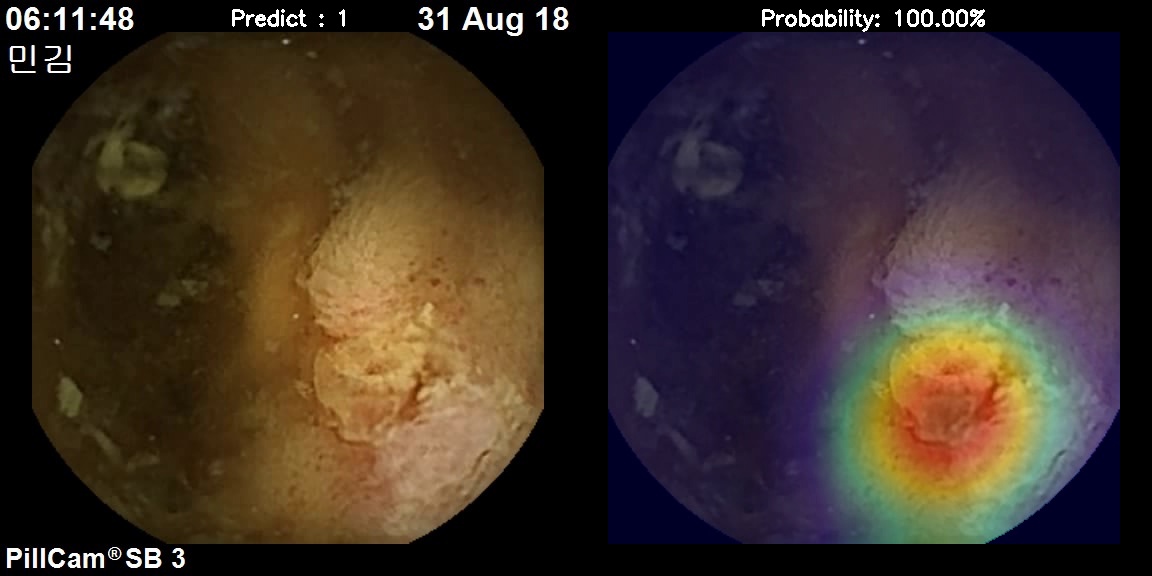 06:11:48
Predict : 1
31 Aug 18
Probability: 100.00%
민김
PillCam® SB 3